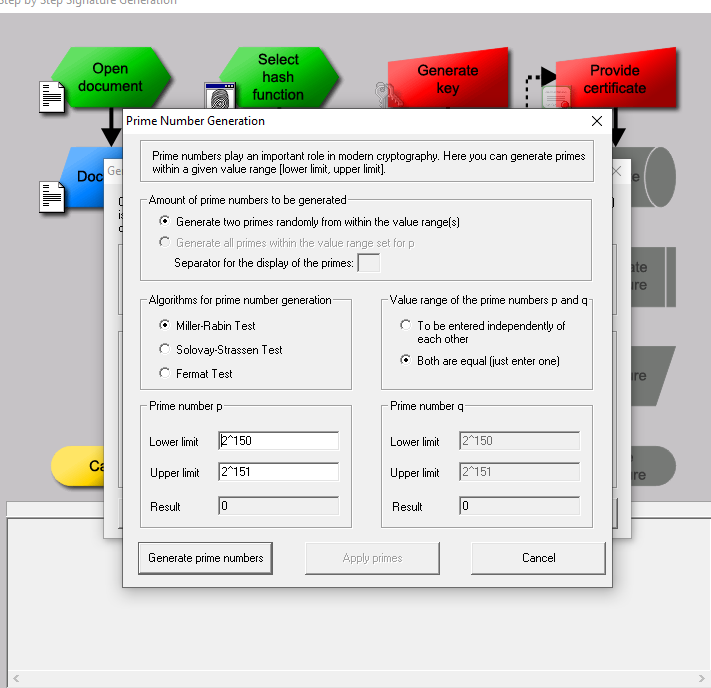 Step by Step Signature Generation
Open
document
Select
hash
function
Generate
key
Provide
certificate
Prime Number Generation
Prime numbers play an important role in modern cryptography. Here you can generate primes
within a given value range [lower limit, upper limit].
Amount of prime numbers to be generated
Generate two primes randomly from within the value range(s)
Generate all primes within the value range set for p
Separator for the display of the primes:
Algorithms for prime number generation
Miller-Rabin Test
Solovay-Strassen Test
Fermat Test
Value range of the prime numbers p and q
To be entered independently of
each other
Both are equal (just enter one)
Prime number p
Lower limit 2^150
Upper limit 2^151
Result 0
Prime number q
Lower limit 2^150
Upper limit 2^151
Result 0
Generate prime numbers
Apply primes
Cancel
Doc
Ge
Ca